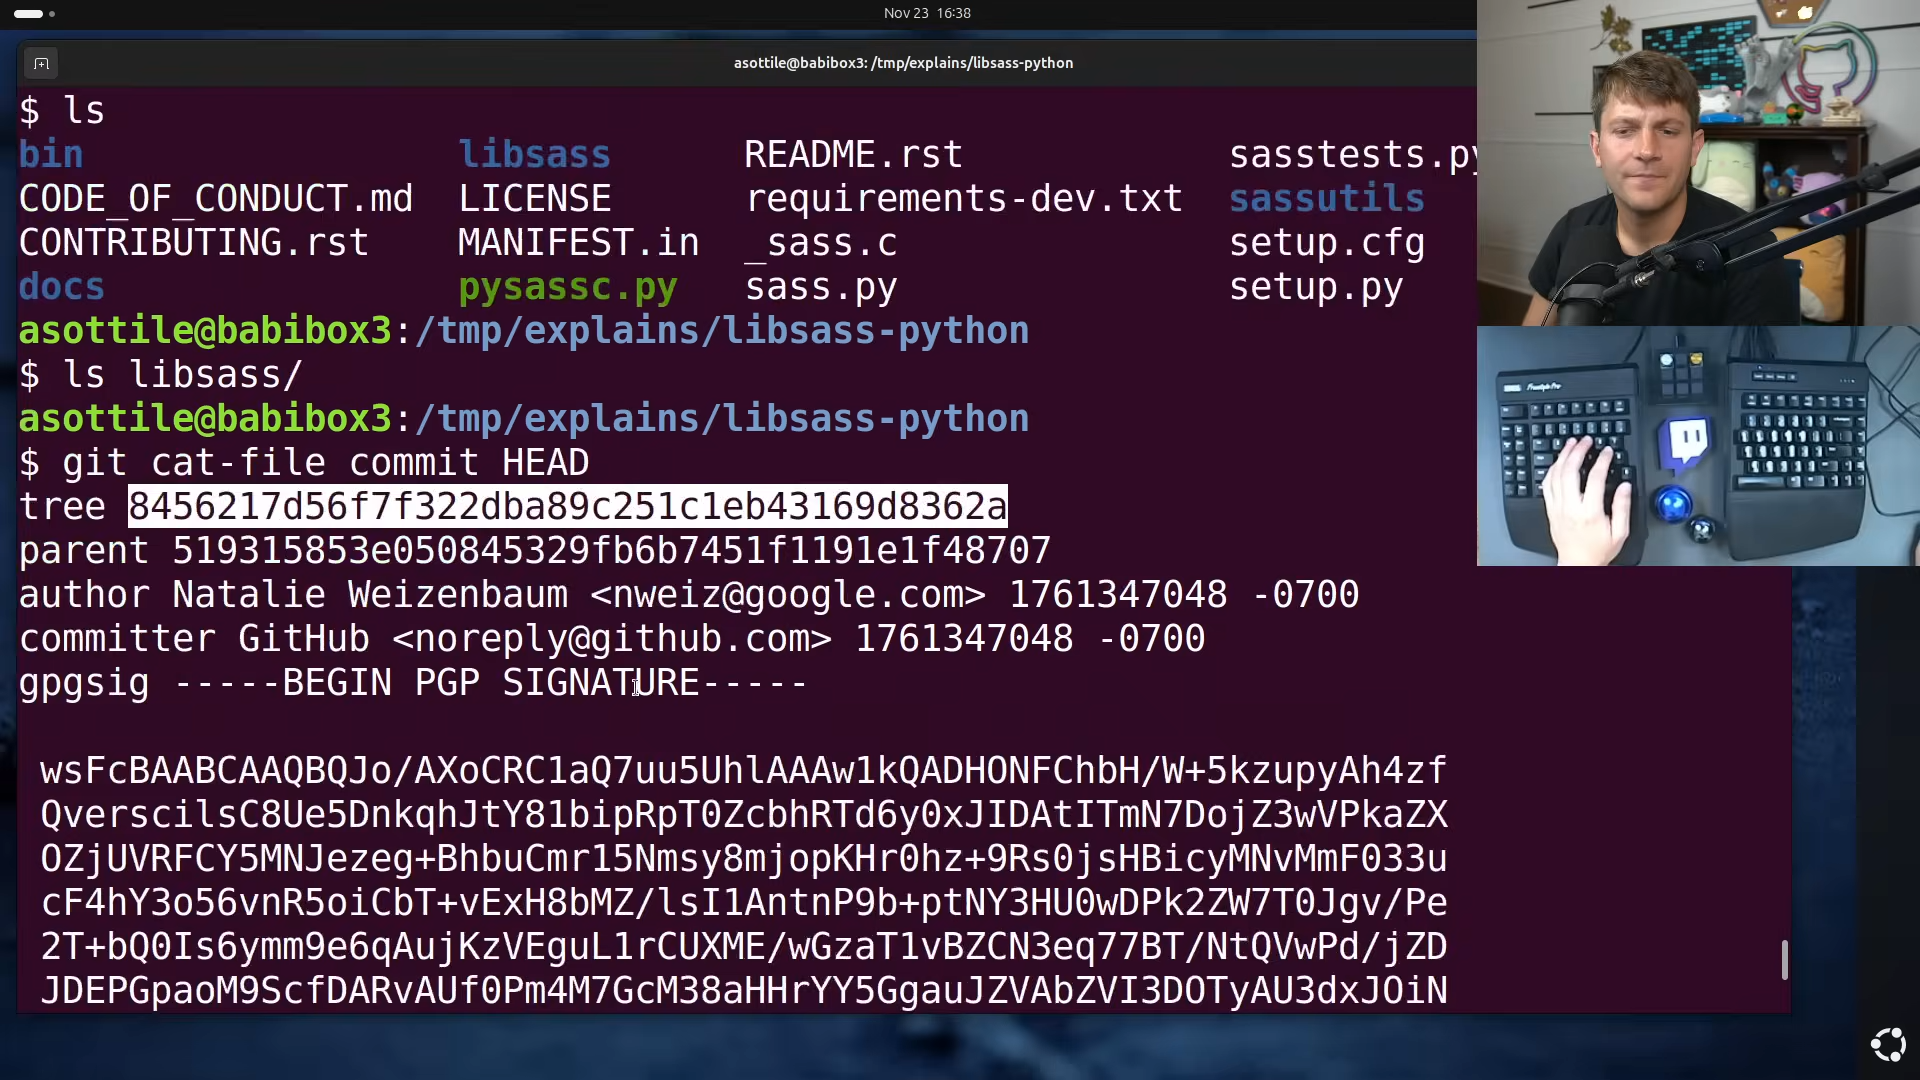 Nov 23 16:38
asottile@babibox3: /tmp/explains/libsass-python
$ ls
bin libsass README.rst sasstests.py
CODE_OF_CONDUCT.md LICENSE requirements-dev.txt sassutils
CONTRIBUTING.rst MANIFEST.in _sass.c setup.cfg
docs pysassc.py sass.py setup.py
asottile@babibox3:/tmp/explains/libsass-python
$ ls libsass/
asottile@babibox3:/tmp/explains/libsass-python
$ git cat-file commit HEAD
tree 8456217d56f7f322dba89c251c1eb43169d8362a
parent 519315853e050845329fb6b7451f1191e1f48707
author Natalie Weizenbaum <nweiz@google.com> 1761347048 -0700
committer GitHub <noreply@github.com> 1761347048 -0700
gpgsig -----BEGIN PGP SIGNATURE-----
wsFcBAABCAAQBQJo/AXoCRC1aQ7uu5UhlAAAw1kQADHONFChbH/W+5kzupyAh4zf
QverscilsC8Ue5DnkqhJtY81bipRpT0ZcbhRTd6y0xJIDAtITmN7DojZ3wVPkaZX
OZjUVRFCY5MNJezeg+BhbuCmr15Nmsy8mjopKHr0hz+9Rs0jsHBicyMNvMmF033u
cF4hY3o56vnR5oiCbT+vExH8bMZ/lsI1AntnP9b+ptNY3HU0wDPk2ZW7T0Jgv/Pe
2T+bQ0Is6ymm9e6qAujKzVEguL1rCUXME/wGzaT1vBZCN3eq77BT/NtQVwPd/jZD
JDEPGpaoM9ScfDARvAUf0Pm4M7GcM38aHHrYY5GgauJZVAbZVI3DOTyAU3dxJOiN
Freestyle Pro